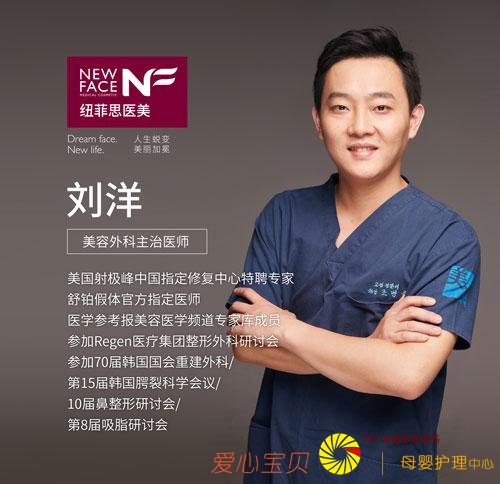 NEW
FACE
MEDICAL COSMETIC
NF
纽菲思医美
Dream face.
New life.
人生蜕变
美丽加冕
刘洋
美容外科主治医师
美国射极峰中国指定修复中心特聘专家
舒铂假体官方指定医师
医学参考报美容医学频道专家库成员
参加Regen医疗集团整形外科研讨会
参加70届韩国国会重建外科/
第15届韩国腭裂科学会议/
10届鼻整形研讨会/
第8届吸脂研讨会
爱心宝贝
母婴护理中心